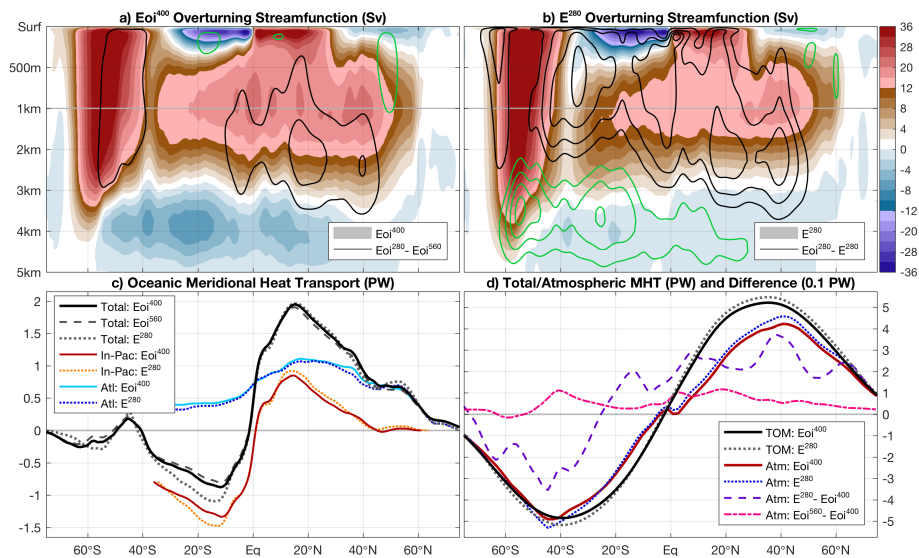 a) Eoi⁴⁰⁰ Overturning Streamfunction (Sv)
b) E²⁸⁰ Overturning Streamfunction (Sv)
Surf
500m
1km
2km
3km
4km
5km
Eoi⁴⁰⁰
Eoi²⁸⁰- Eoi⁵⁶⁰
E²⁸⁰
Eoi²⁸⁰ - E²⁸⁰
36
28
20
16
12
8
4
0
-4
-8
-12
-16
-20
-28
-36
c) Oceanic Meridional Heat Transport (PW)
d) Total/Atmospheric MHT (PW) and Difference (0.1 PW)
2
1.5
1
0.5
0
-0.5
-1
-1.5
Total: Eoi⁴⁰⁰
Total: Eoi⁵⁶⁰
Total: E²⁸⁰
In-Pac: Eoi⁴⁰⁰
In-Pac: E²⁸⁰
Atl: Eoi⁴⁰⁰
Atl: E²⁸⁰
5
4
3
2
1
0
-1
-2
-3
-4
-5
TOM: Eoi⁴⁰⁰
TOM: E²⁸⁰
Atm: Eoi⁴⁰⁰
Atm: E²⁸⁰
Atm: E²⁸⁰- Eoi⁴⁰⁰
Atm: Eoi⁵⁶⁰- Eoi⁴⁰⁰
60°S 40°S 20°S Eq 20°N 40°N 60°N
60°S 40°S 20°S Eq 20°N 40°N 60°N